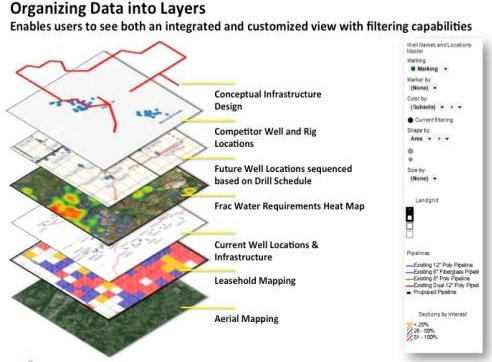 Organizing Data into Layers
Enables users to see both an integrated and customized view with filtering capabilities
Conceptual Infrastructure
Design
Competitor Well and Rig
Locations
Future Well Locations sequenced
based on Drill Schedule
Frac Water Requirements Heat Map
Current Well Locations &
Infrastructure
Leasehold Mapping
Aerial Mapping
Well Names and Locations
Master
Marking:
Marking
Marker by:
(None)
Color by:
(Subsets)
Current filtering
Shape by:
Area
Size by:
(None)
Landgrid
Pipelines
Existing 12" Poly Pipeline
Existing 6" Fiberglass Pipeli
Poly Pipeline
Existing Dual 12" Poly Pipel
Proposed Pipeline
Sections by Interest
< 25%
26 - 50%
51 - 100%